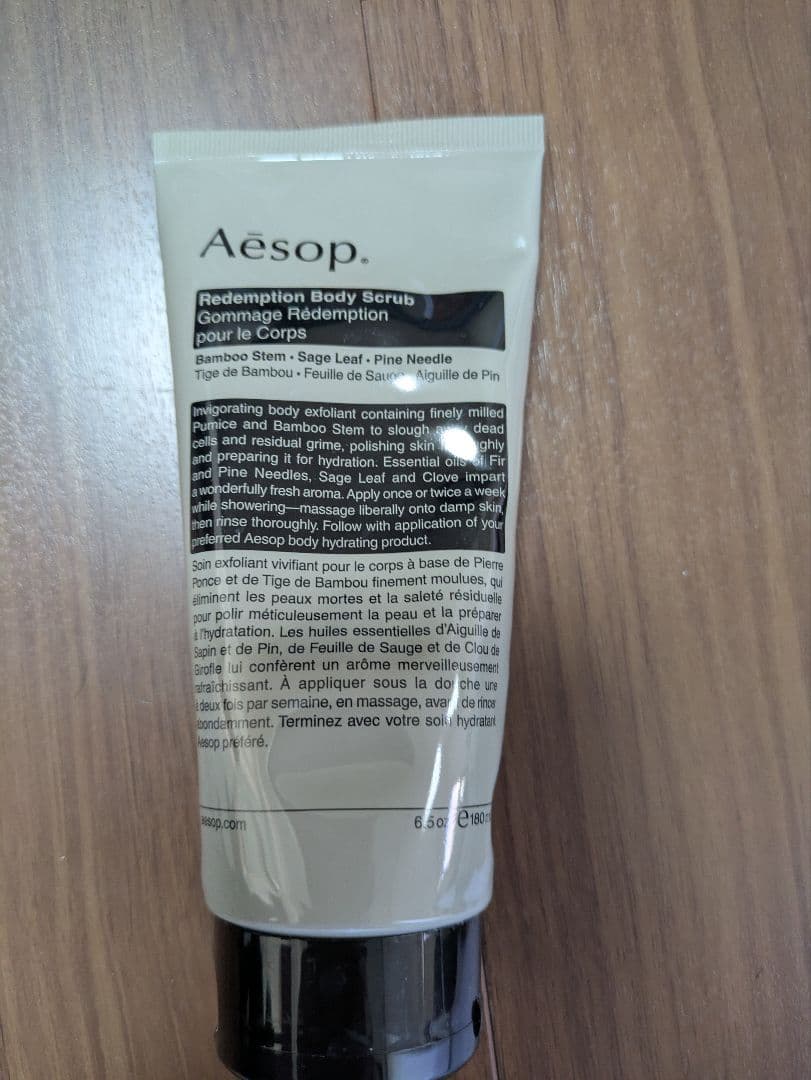 Aēsop®
Redemption Body Scrub
Gommage Rédemption
pour le Corps
Bamboo Stem • Sage Leaf • Pine Needle
Tige de Bambou • Feuille de Sauge Aiguille de Pin
Invigorating body exfoliant containing finely milled
Pumice and Bamboo Stem to slough away dead
cells and residual grime, polishing skin
and preparing it for hydration. Essential oils of Fir
and Pine Needles, Sage Leaf and Clove impart
a wonderfully fresh aroma. Apply once or twice a week
while showering—massage liberally onto damp skin,
then rinse thoroughly. Follow with application of your
preferred Aesop body hydrating product.
Soin exfoliant vivifiant pour le corps à base de Pierre
Ponce et de Tige de Bambou finement moulues, qui
éliminent les peaux mortes et la saleté résiduelle
pour polir méticuleusement la peau et la préparer
à l'hydratation. Les huiles essentielles d'Aiguille de
Sapin et de Pin, de Feuille de Sauge et de Clou de
Girofle lui confèrent un arôme merveilleusement
rafraîchissant. À appliquer sous la douche une
à deux fois par semaine, en massage, avant de rincer
abondamment. Terminez avec votre soin hydratant
Aesop préféré.
aesop.com
6.5 oz e 180